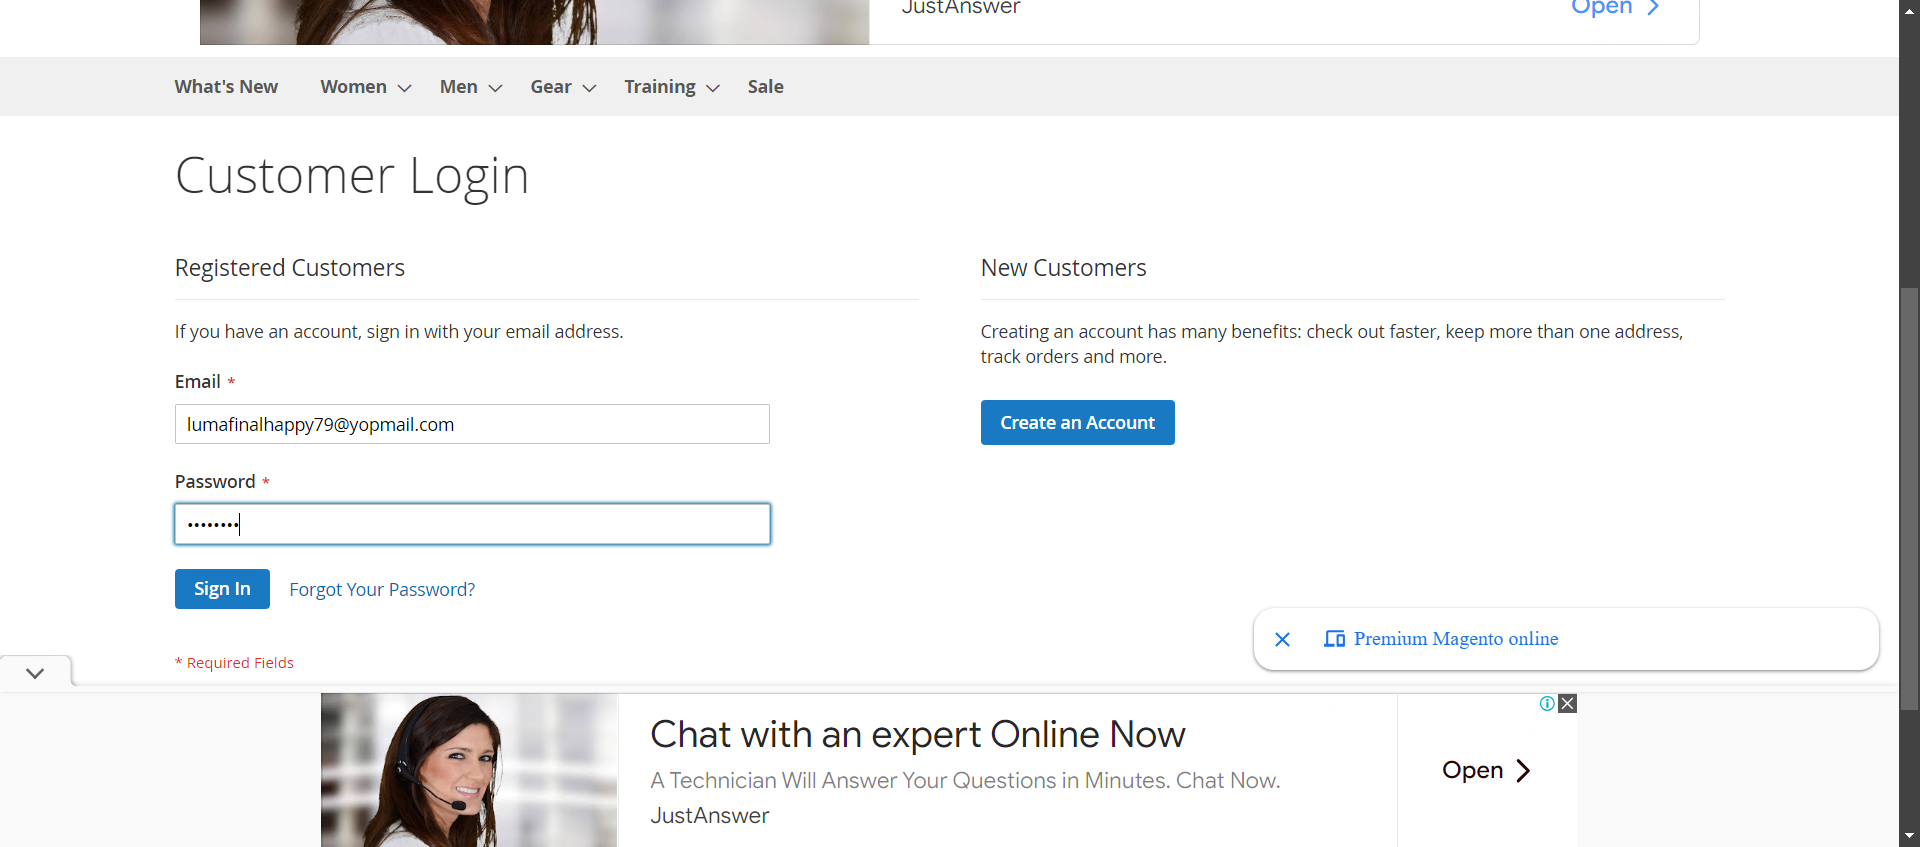 JustAnswer
Open
What's New Women Men Gear Training Sale
Customer Login
Registered Customers
If you have an account, sign in with your email address.
Email *
lumafinalhappy79@yopmail.com
Password *
••••••••
Sign In Forgot Your Password?
* Required Fields
New Customers
Creating an account has many benefits: check out faster, keep more than one address,
track orders and more.
Create an Account
Premium Magento online
Chat with an expert Online Now
A Technician Will Answer Your Questions in Minutes. Chat Now.
JustAnswer
Open